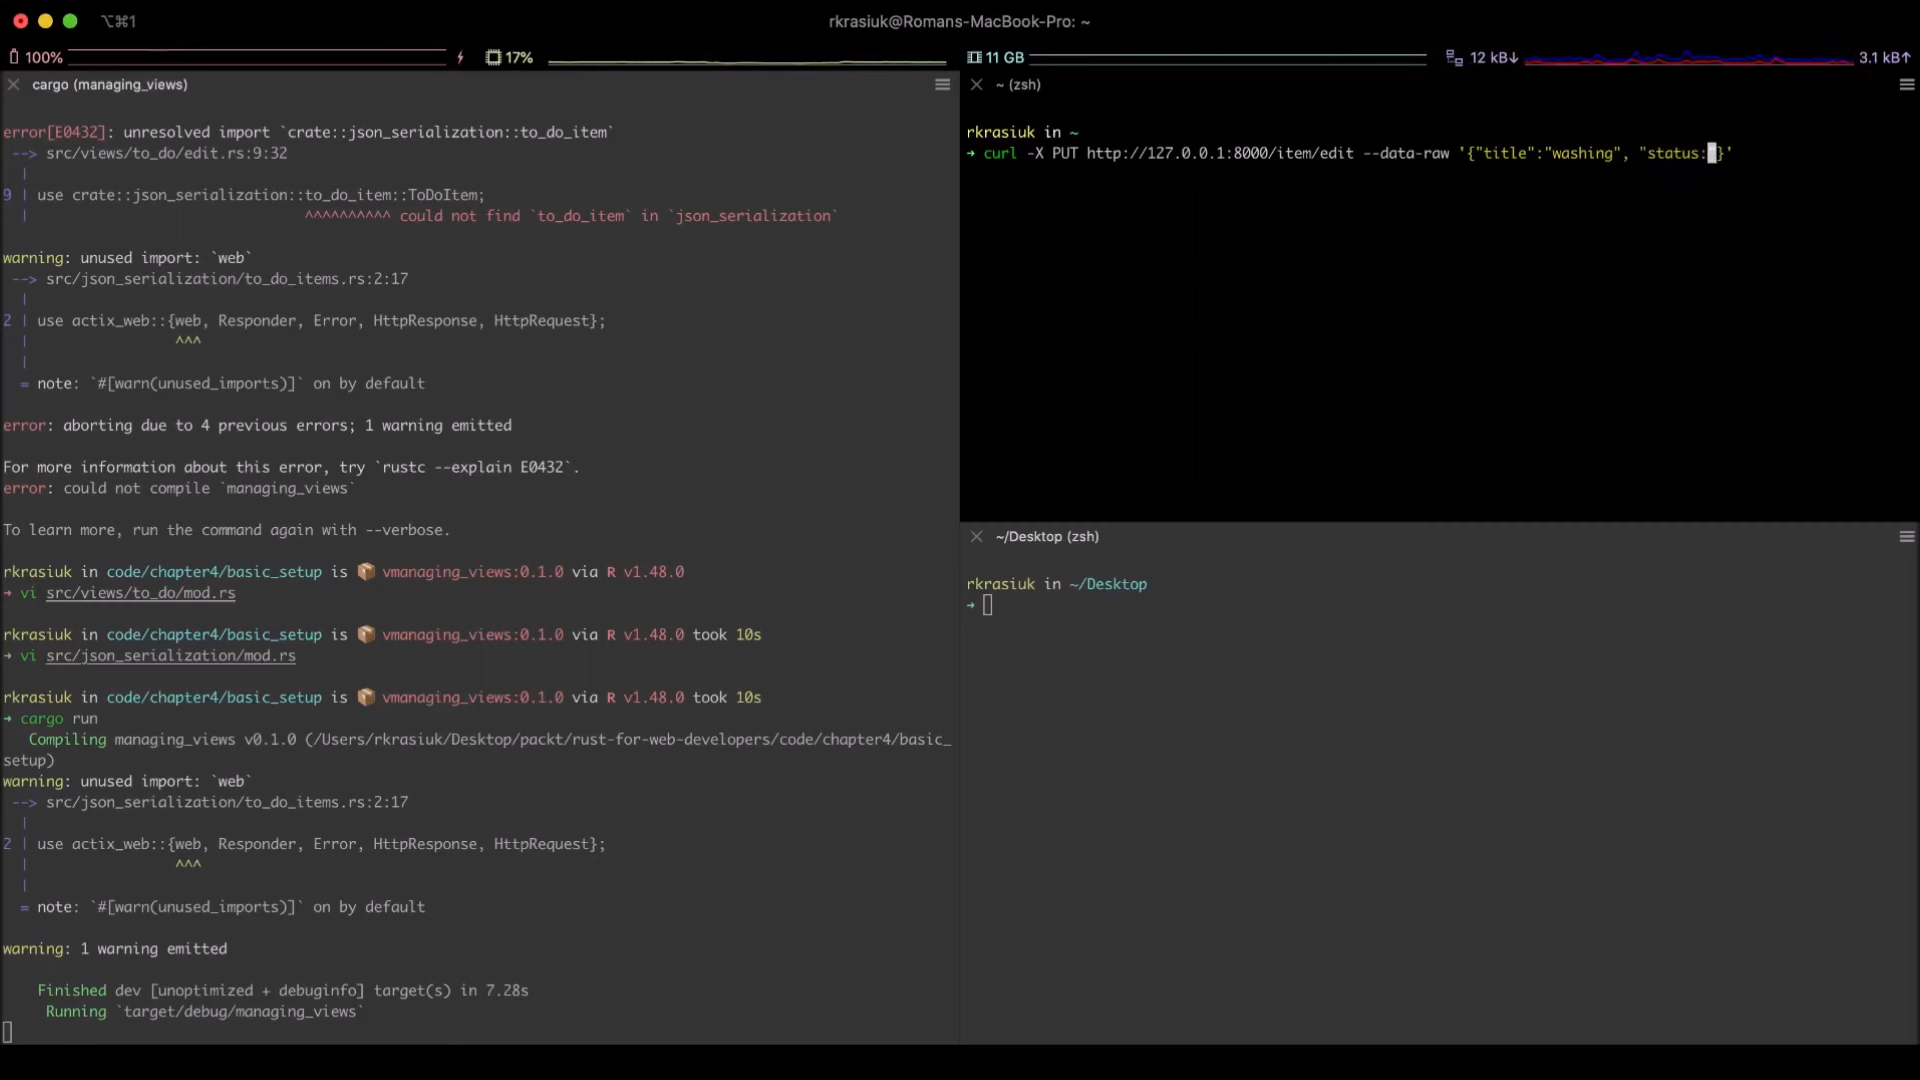 ⌥⌘1
rkrasiuk@Romans-MacBook-Pro: ~
100%
17%
11 GB
12 kB↓
3.1 kB↑
cargo (managing_views)
error[E0432]: unresolved import `crate::json_serialization::to_do_item`
--> src/views/to_do/edit.rs:9:32
|
9 | use crate::json_serialization::to_do_item::ToDoItem;
| ^^^^^^^^^^ could not find `to_do_item` in `json_serialization`
warning: unused import: `web`
--> src/json_serialization/to_do_items.rs:2:17
|
2 | use actix_web::{web, Responder, Error, HttpResponse, HttpRequest};
| ^^^
|
= note: `#[warn(unused_imports)]` on by default
error: aborting due to 4 previous errors; 1 warning emitted
For more information about this error, try `rustc --explain E0432`.
error: could not compile `managing_views`
To learn more, run the command again with --verbose.
rkrasiuk in code/chapter4/basic_setup is 📦 vmanaging_views:0.1.0 via R v1.48.0
➜ vi src/views/to_do/mod.rs
rkrasiuk in code/chapter4/basic_setup is 📦 vmanaging_views:0.1.0 via R v1.48.0 took 10s
➜ vi src/json_serialization/mod.rs
rkrasiuk in code/chapter4/basic_setup is 📦 vmanaging_views:0.1.0 via R v1.48.0 took 10s
➜ cargo run
Compiling managing_views v0.1.0 (/Users/rkrasiuk/Desktop/packt/rust-for-web-developers/code/chapter4/basic_
setup)
warning: unused import: `web`
--> src/json_serialization/to_do_items.rs:2:17
|
2 | use actix_web::{web, Responder, Error, HttpResponse, HttpRequest};
| ^^^
|
= note: `#[warn(unused_imports)]` on by default
warning: 1 warning emitted
Finished dev [unoptimized + debuginfo] target(s) in 7.28s
Running `target/debug/managing_views`
~ (zsh)
rkrasiuk in ~
➜ curl -X PUT http://127.0.0.1:8000/item/edit --data-raw '{"title":"washing", "status:"}'
~/Desktop (zsh)
rkrasiuk in ~/Desktop
➜